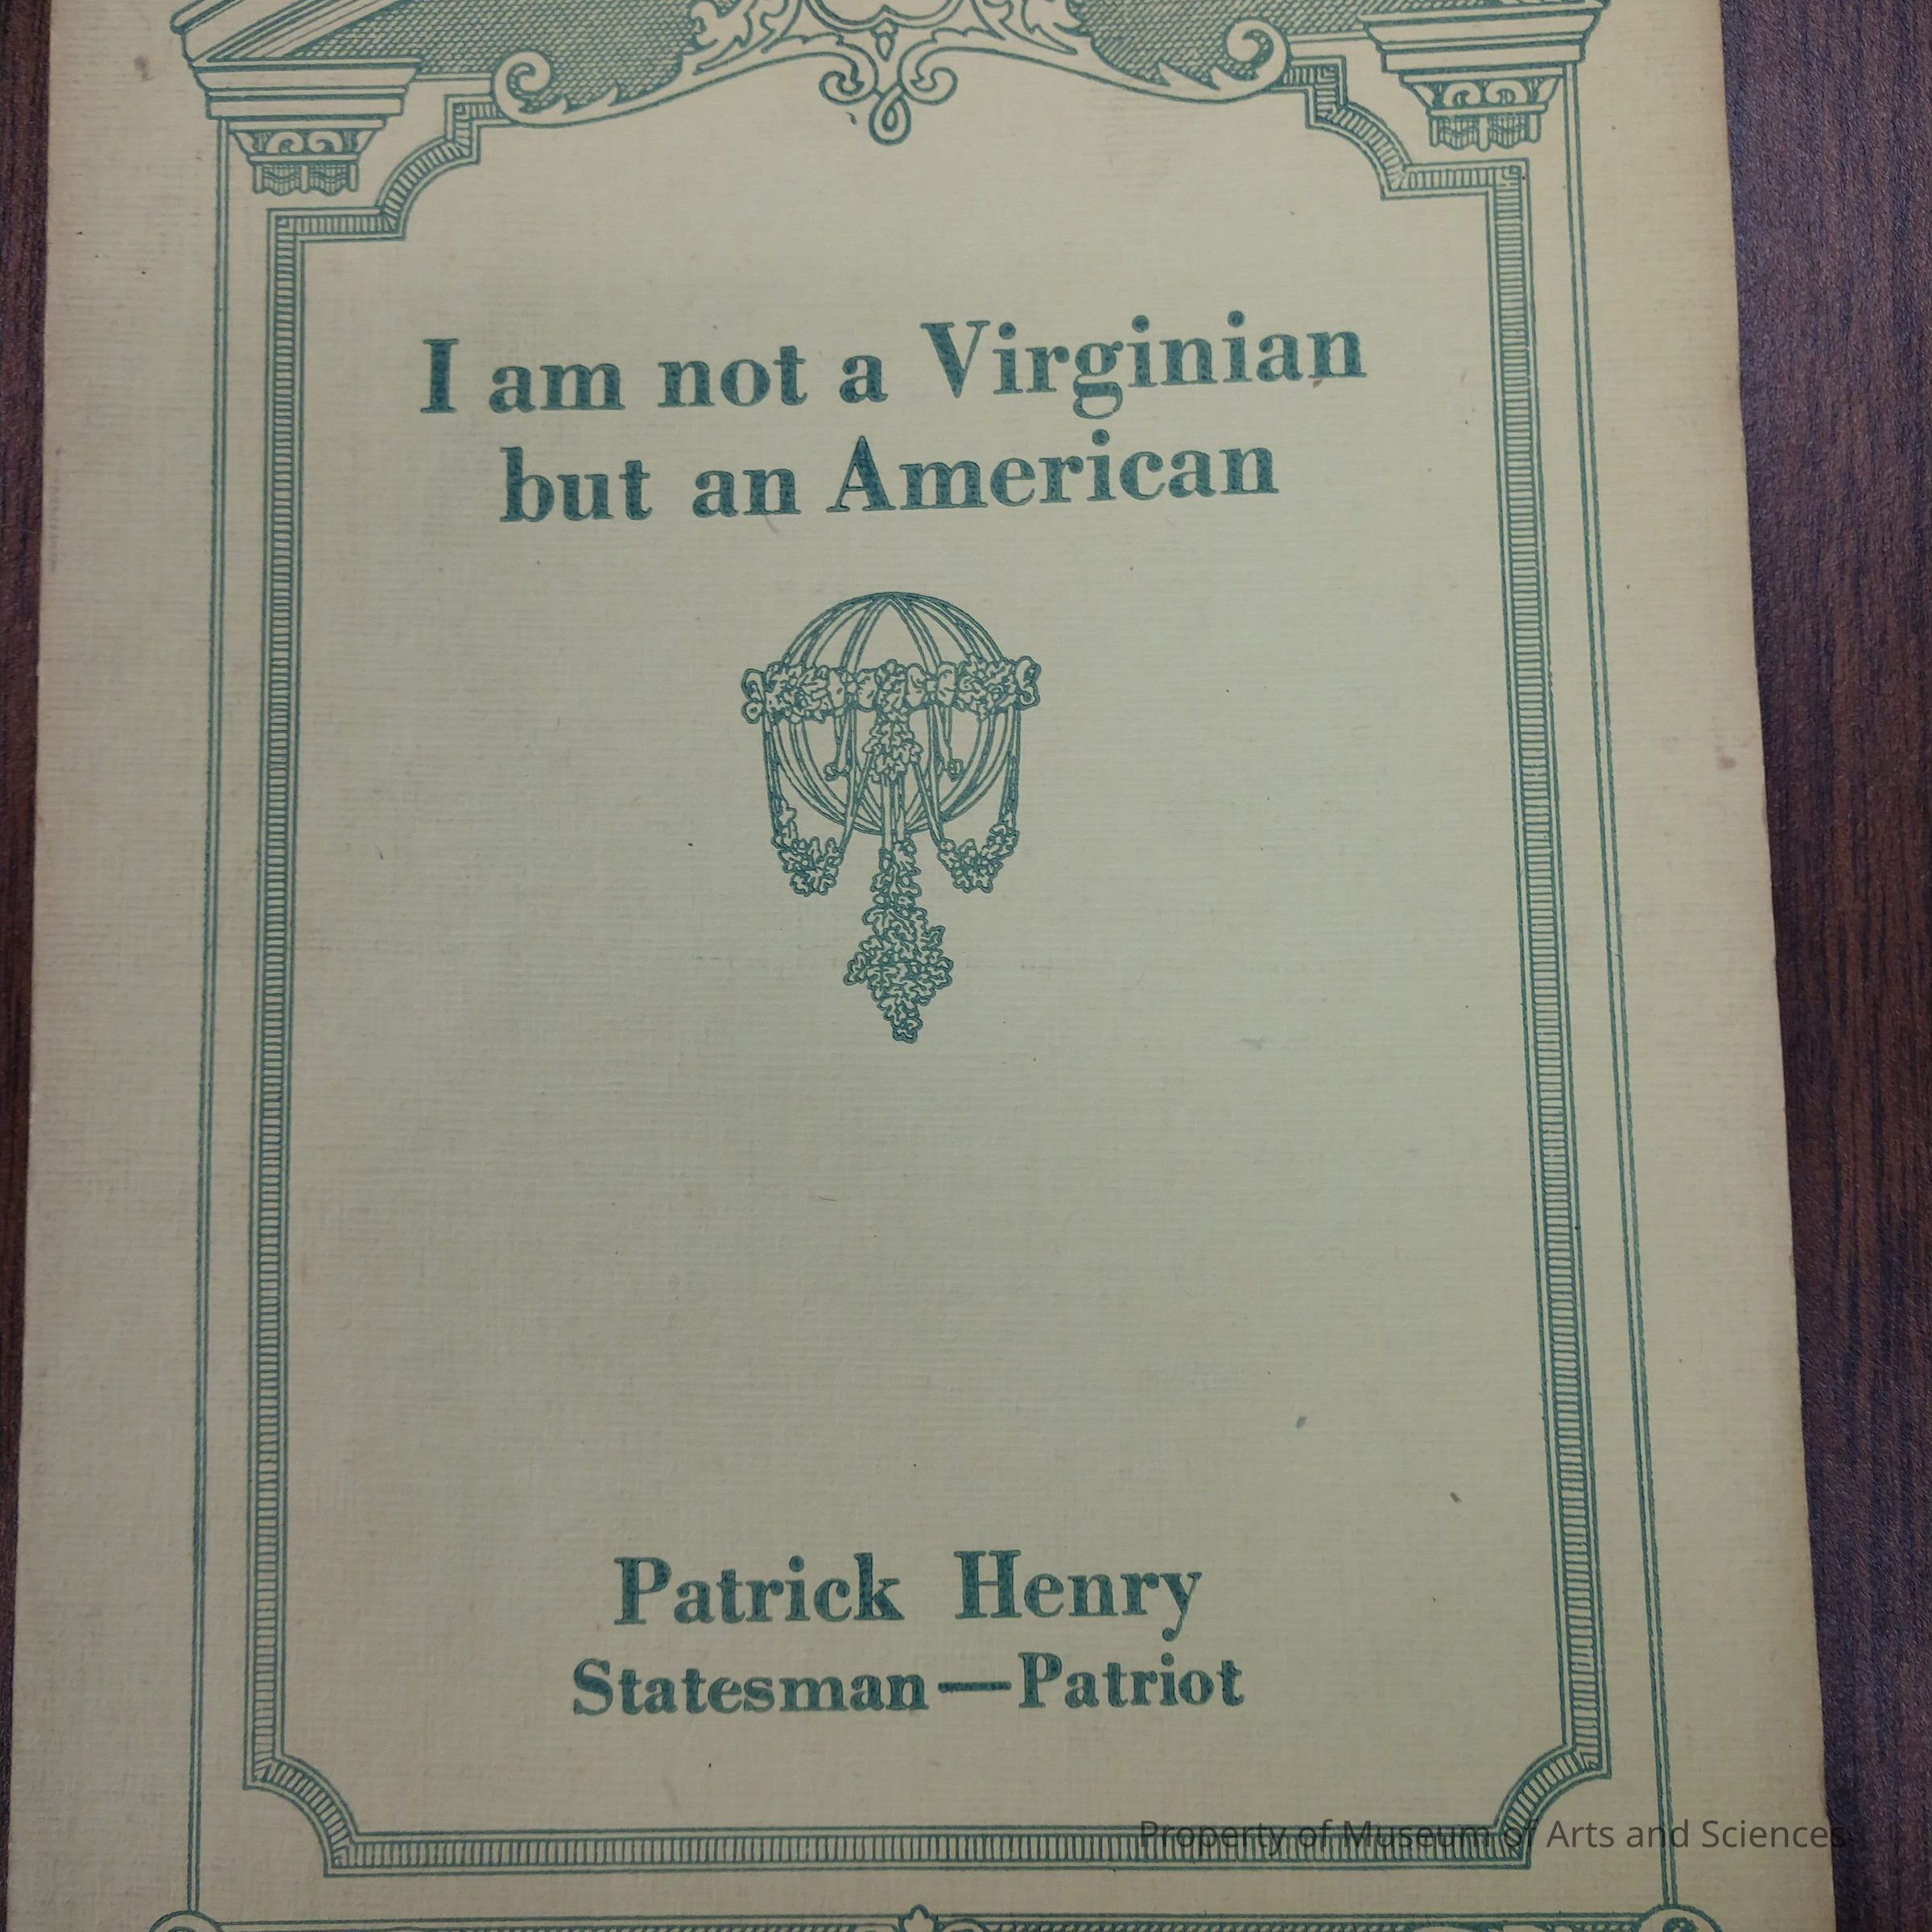 I am not a Virginian
but an American
Patrick Henry
Statesman—Patriot
Property of Museum of Arts and Sciences